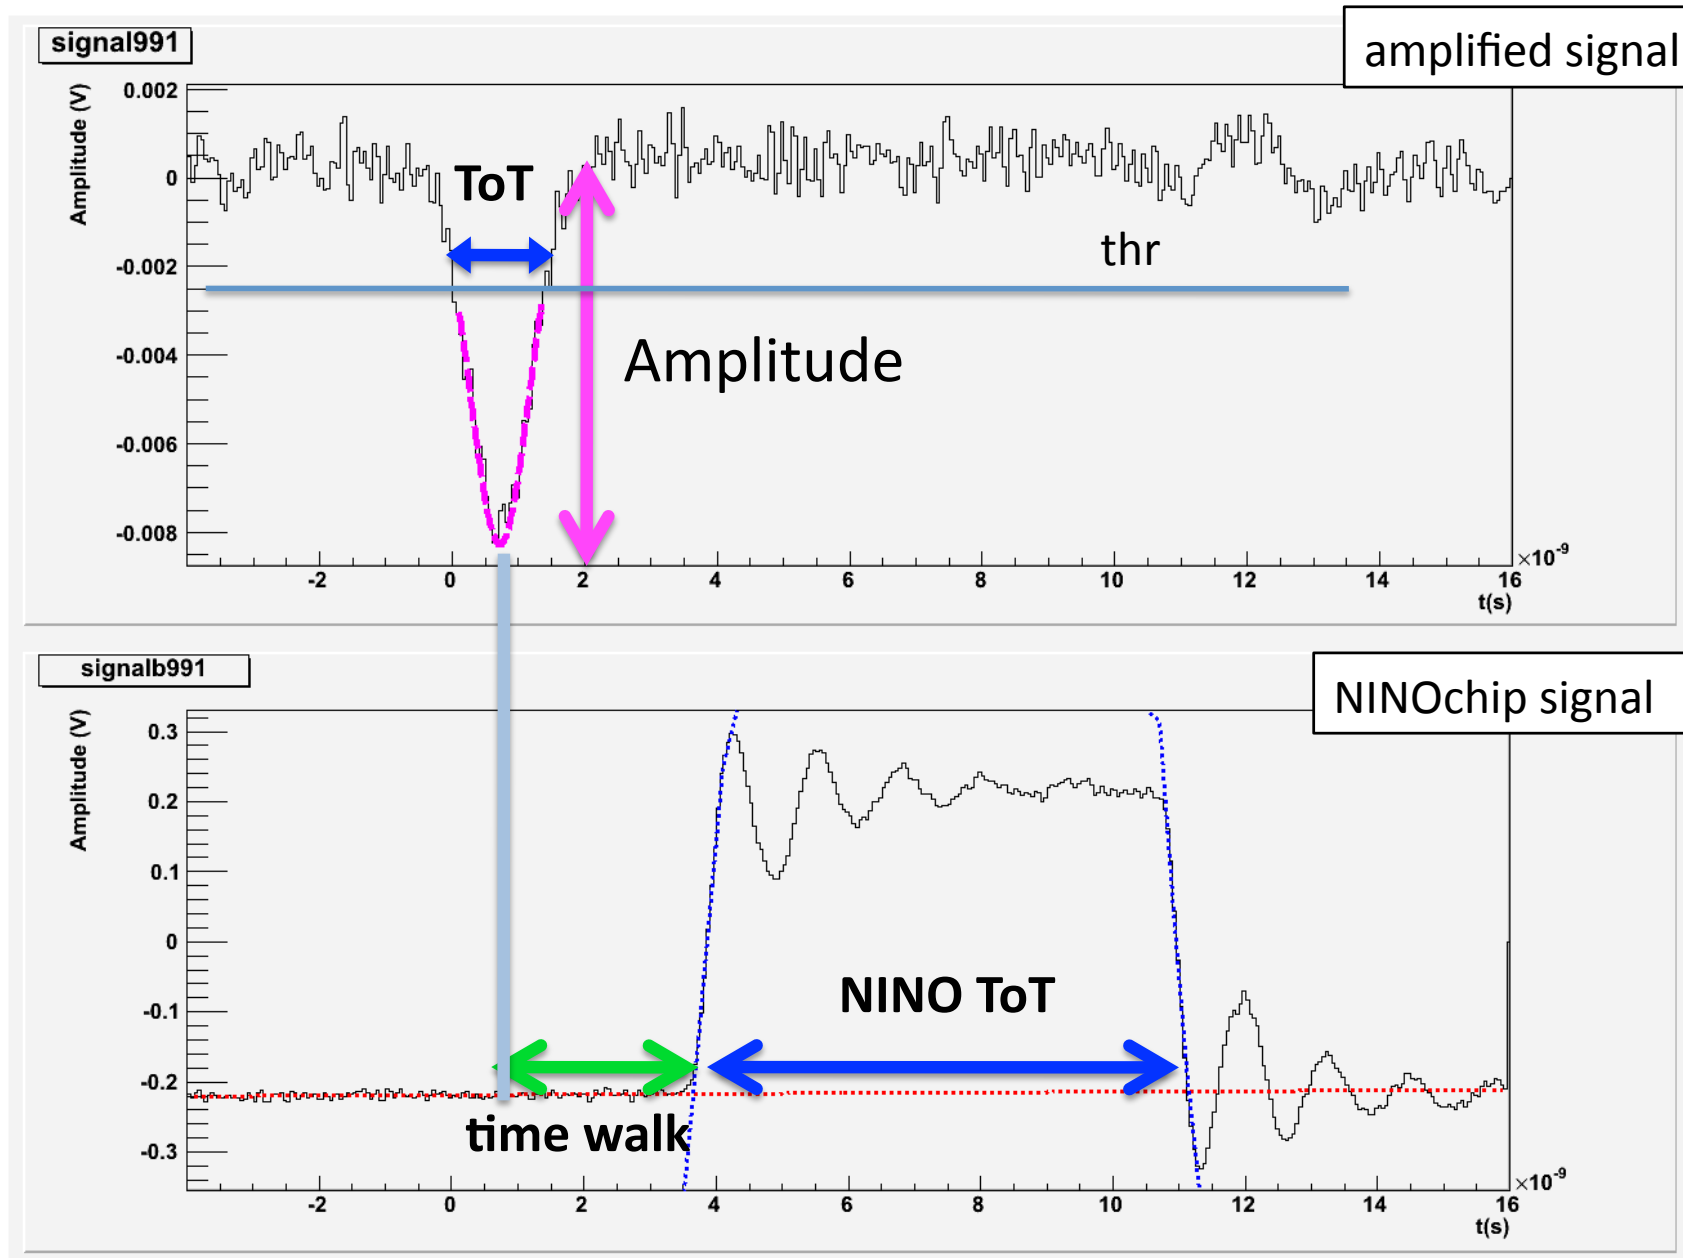 signal991
amplified signal
Amplitude (V)
0.002
0
-0.002
-0.004
-0.006
-0.008
ToT
thr
Amplitude
-2 0 2 4 6 8 10 12 14 16
×10-9
t(s)
signalb991
NINOchip signal
Amplitude (V)
0.3
0.2
0.1
0
-0.1
-0.2
-0.3
NINO ToT
time walk
-2 0 2 4 6 8 10 12 14 16
×10-9
t(s)